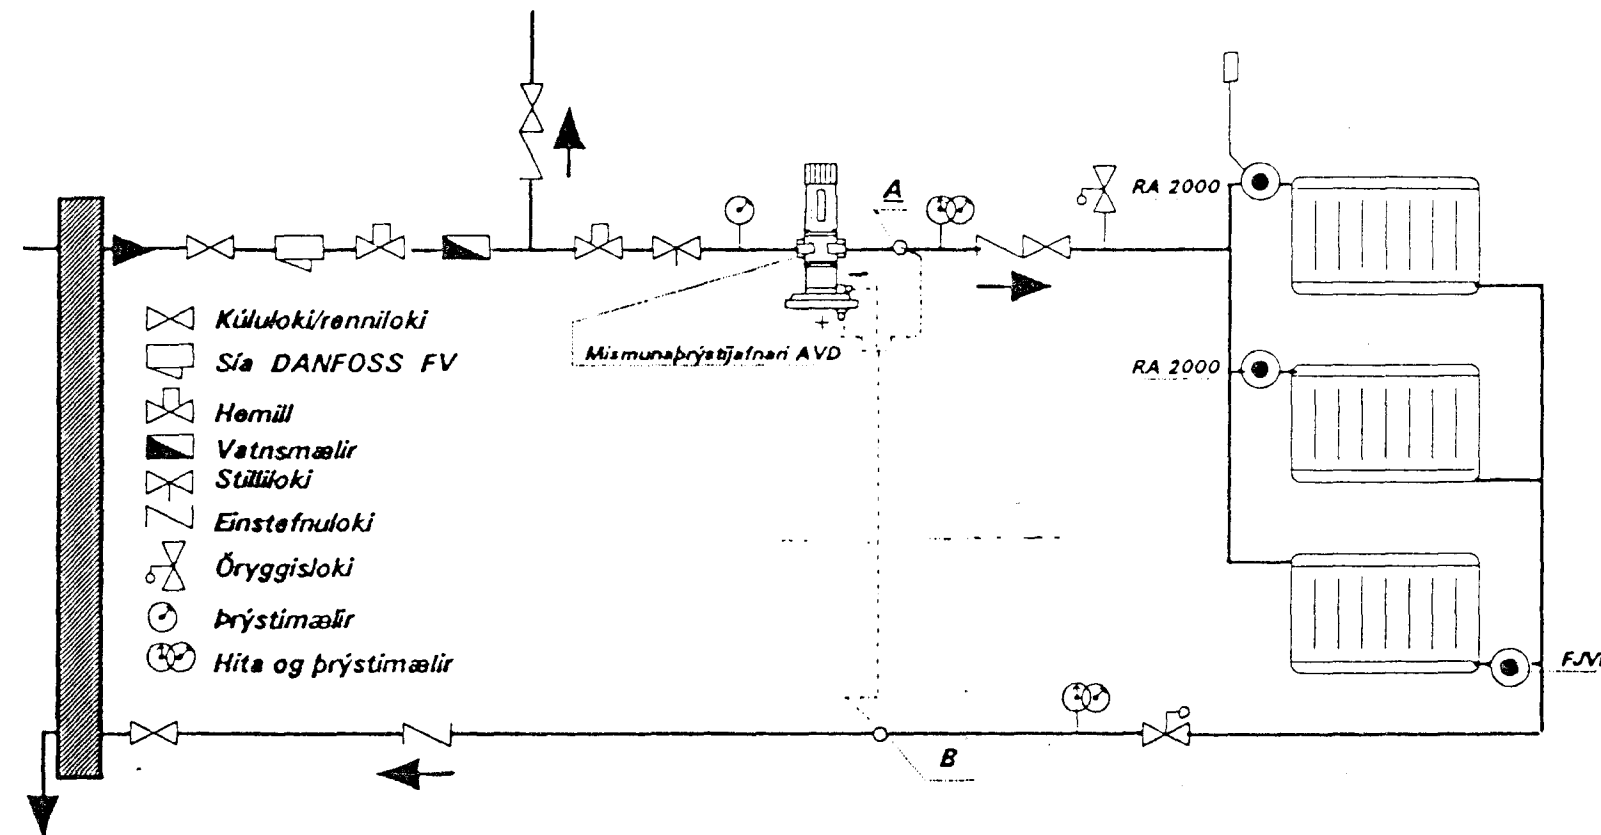 A
RA 2000
Mismunaþrýstijafnari AVD
RA 2000
Kúluloki/renniloki
Sía DANFOSS FV
Hemill
Vatnsmælir
Stilliloki
Einstefnuloki
Öryggisloki
Þrýstimælir
Hita og þrýstimælir
B